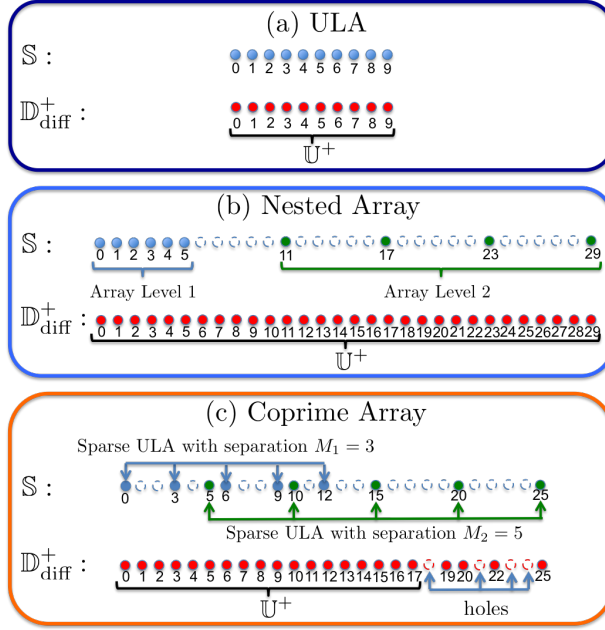 (a) ULA
𝕊 :
0 1 2 3 4 5 6 7 8 9
𝔻⁺diff :
0 1 2 3 4 5 6 7 8 9
𝕌⁺
(b) Nested Array
𝕊 :
0 1 2 3 4 5 11 17 23 29
Array Level 1 Array Level 2
𝔻⁺diff :
0 1 2 3 4 5 6 7 8 9 10 11 12 13 14 15 16 17 18 19 20 21 22 23 24 25 26 27 28 29
𝕌⁺
(c) Coprime Array
Sparse ULA with separation M₁ = 3
𝕊 :
0 3 5 6 9 10 12 15 20 25
Sparse ULA with separation M₂ = 5
𝔻⁺diff :
0 1 2 3 4 5 6 7 8 9 10 11 12 13 14 15 16 17 19 20 22 25
𝕌⁺ holes